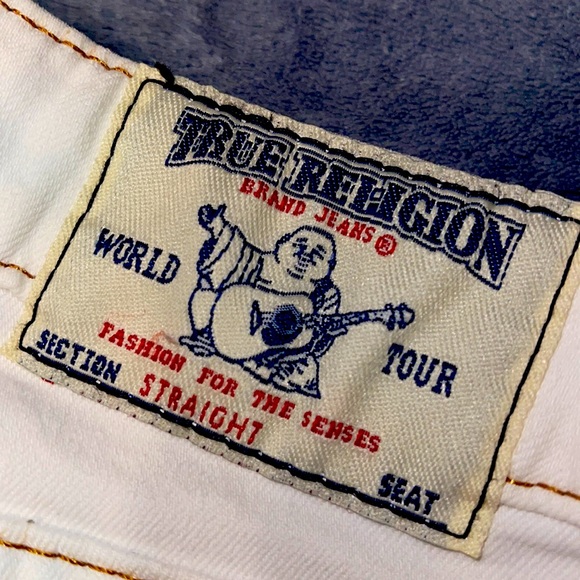 TRUE RELIGION
BRAND JEANS®
WORLD TOUR
FASHION FOR THE SENSES
SECTION STRAIGHT SEAT